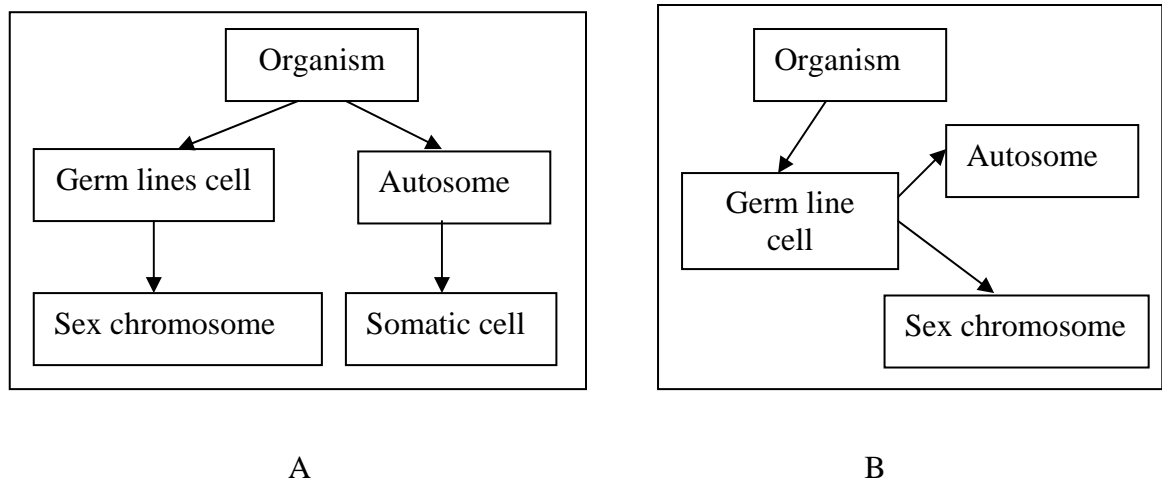 Organism
Germ lines cell
Autosome
Sex chromosome
Somatic cell
A
Organism
Autosome
Germ line
cell
Sex chromosome
B